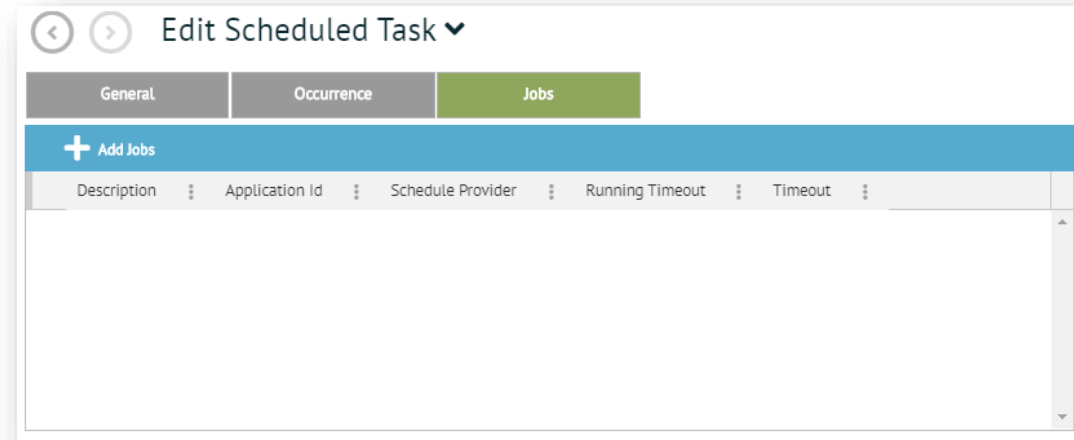 Edit Scheduled Task
General Occurrence Jobs
Add Jobs
Description Application Id Schedule Provider Running Timeout Timeout